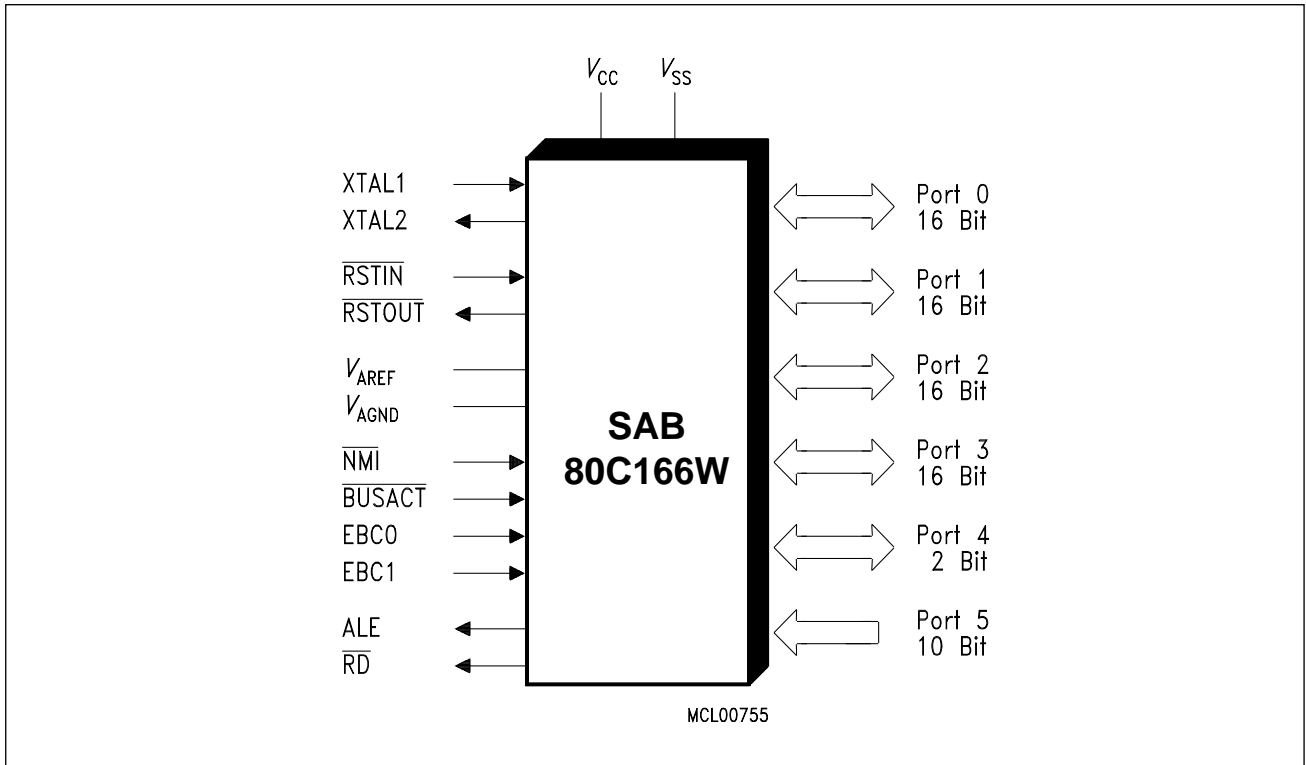 VCC VSS
XTAL1
XTAL2
RSTIN
RSTOUT
VAREF
VAGND
NMI
BUSACT
EBC0
EBC1
ALE
RD
SAB
80C166W
Port 0
16 Bit
Port 1
16 Bit
Port 2
16 Bit
Port 3
16 Bit
Port 4
2 Bit
Port 5
10 Bit
MCL00755